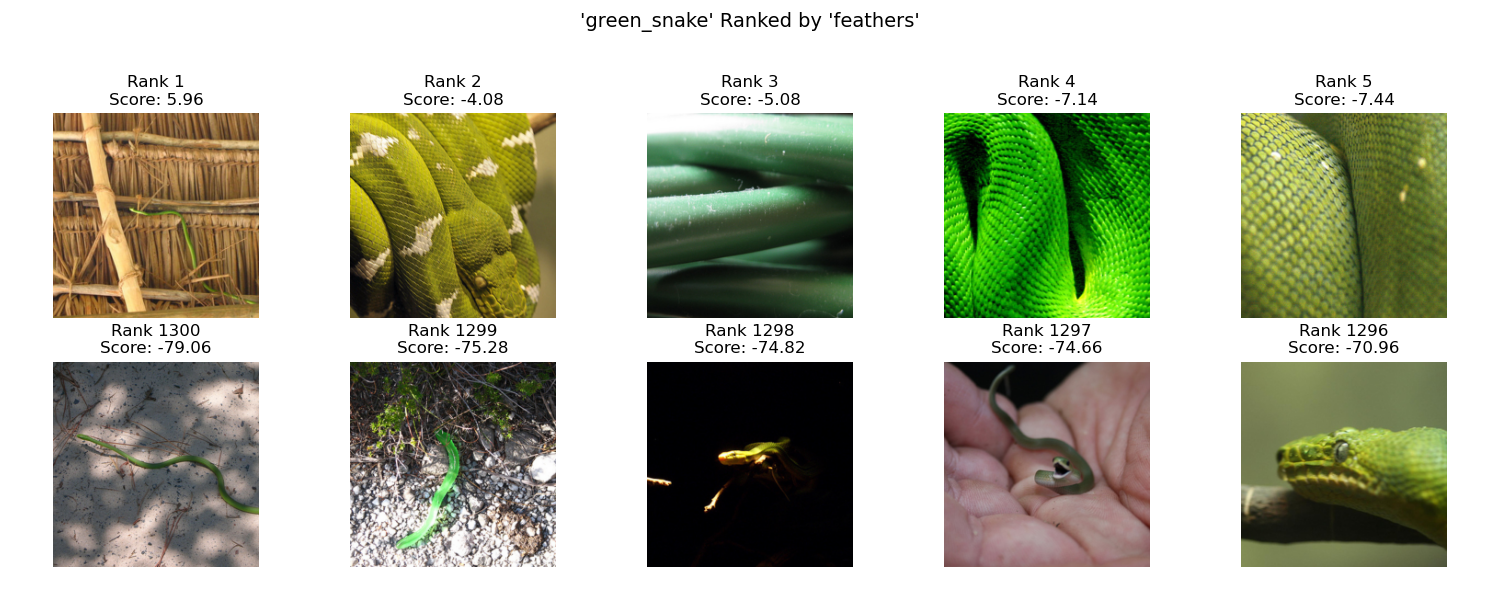 'green_snake' Ranked by 'feathers'
Rank 1
Score: 5.96
Rank 2
Score: -4.08
Rank 3
Score: -5.08
Rank 4
Score: -7.14
Rank 5
Score: -7.44
Rank 1300
Score: -79.06
Rank 1299
Score: -75.28
Rank 1298
Score: -74.82
Rank 1297
Score: -74.66
Rank 1296
Score: -70.96